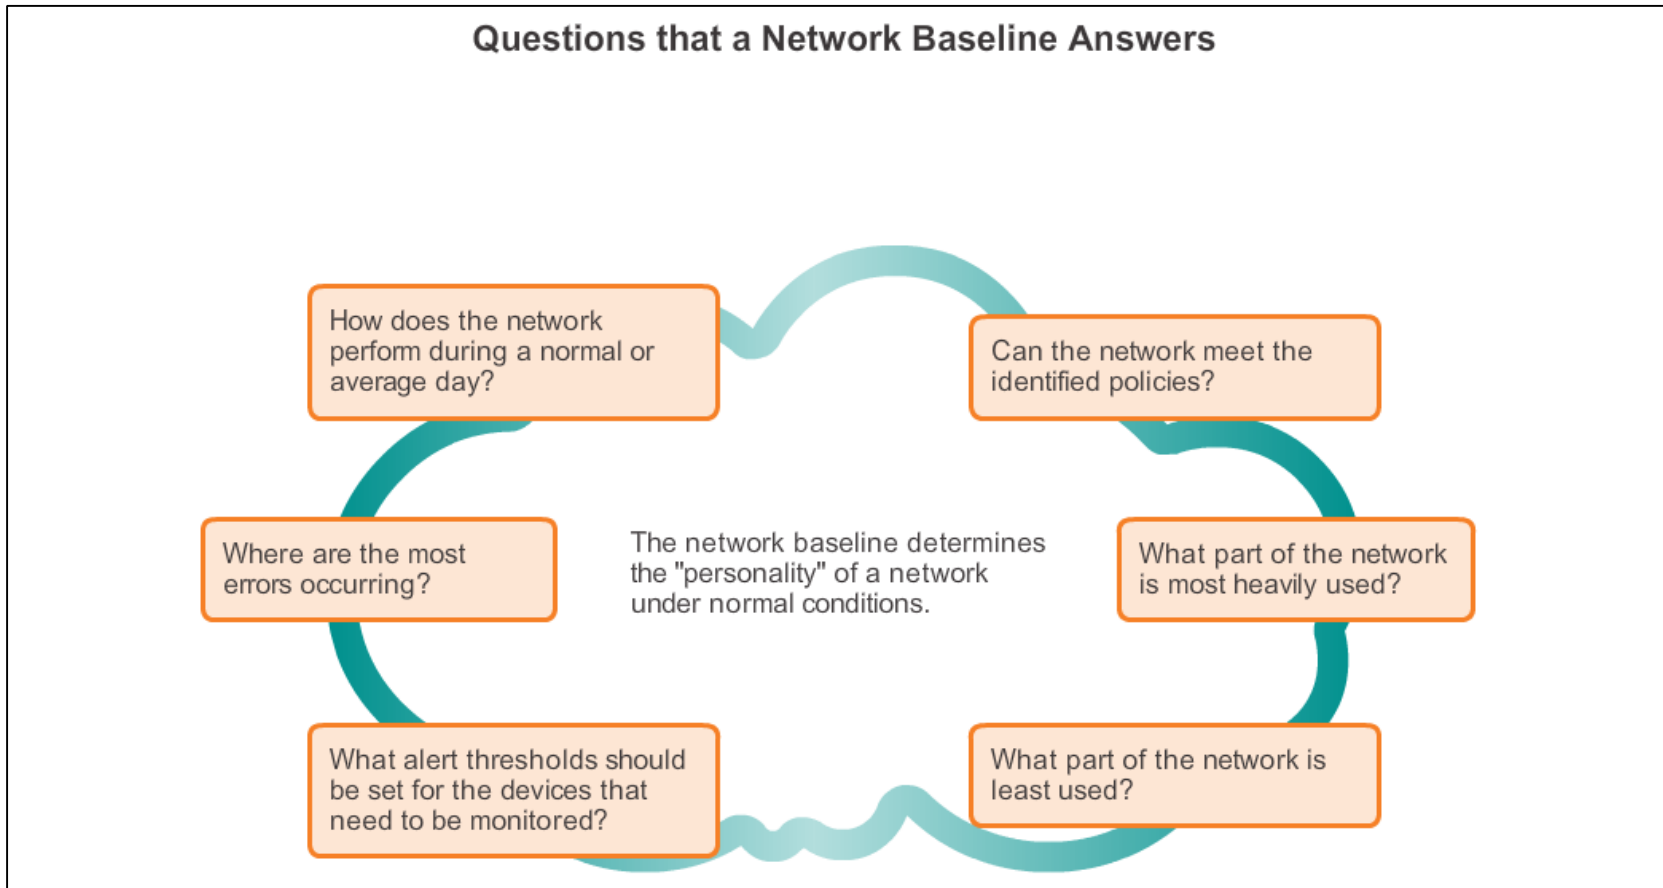 Questions that a Network Baseline Answers
How does the network
perform during a normal or
average day?
Can the network meet the
identified policies?
Where are the most
errors occurring?
The network baseline determines
the "personality" of a network
under normal conditions.
What part of the network
is most heavily used?
What alert thresholds should
be set for the devices that
need to be monitored?
What part of the network is
least used?